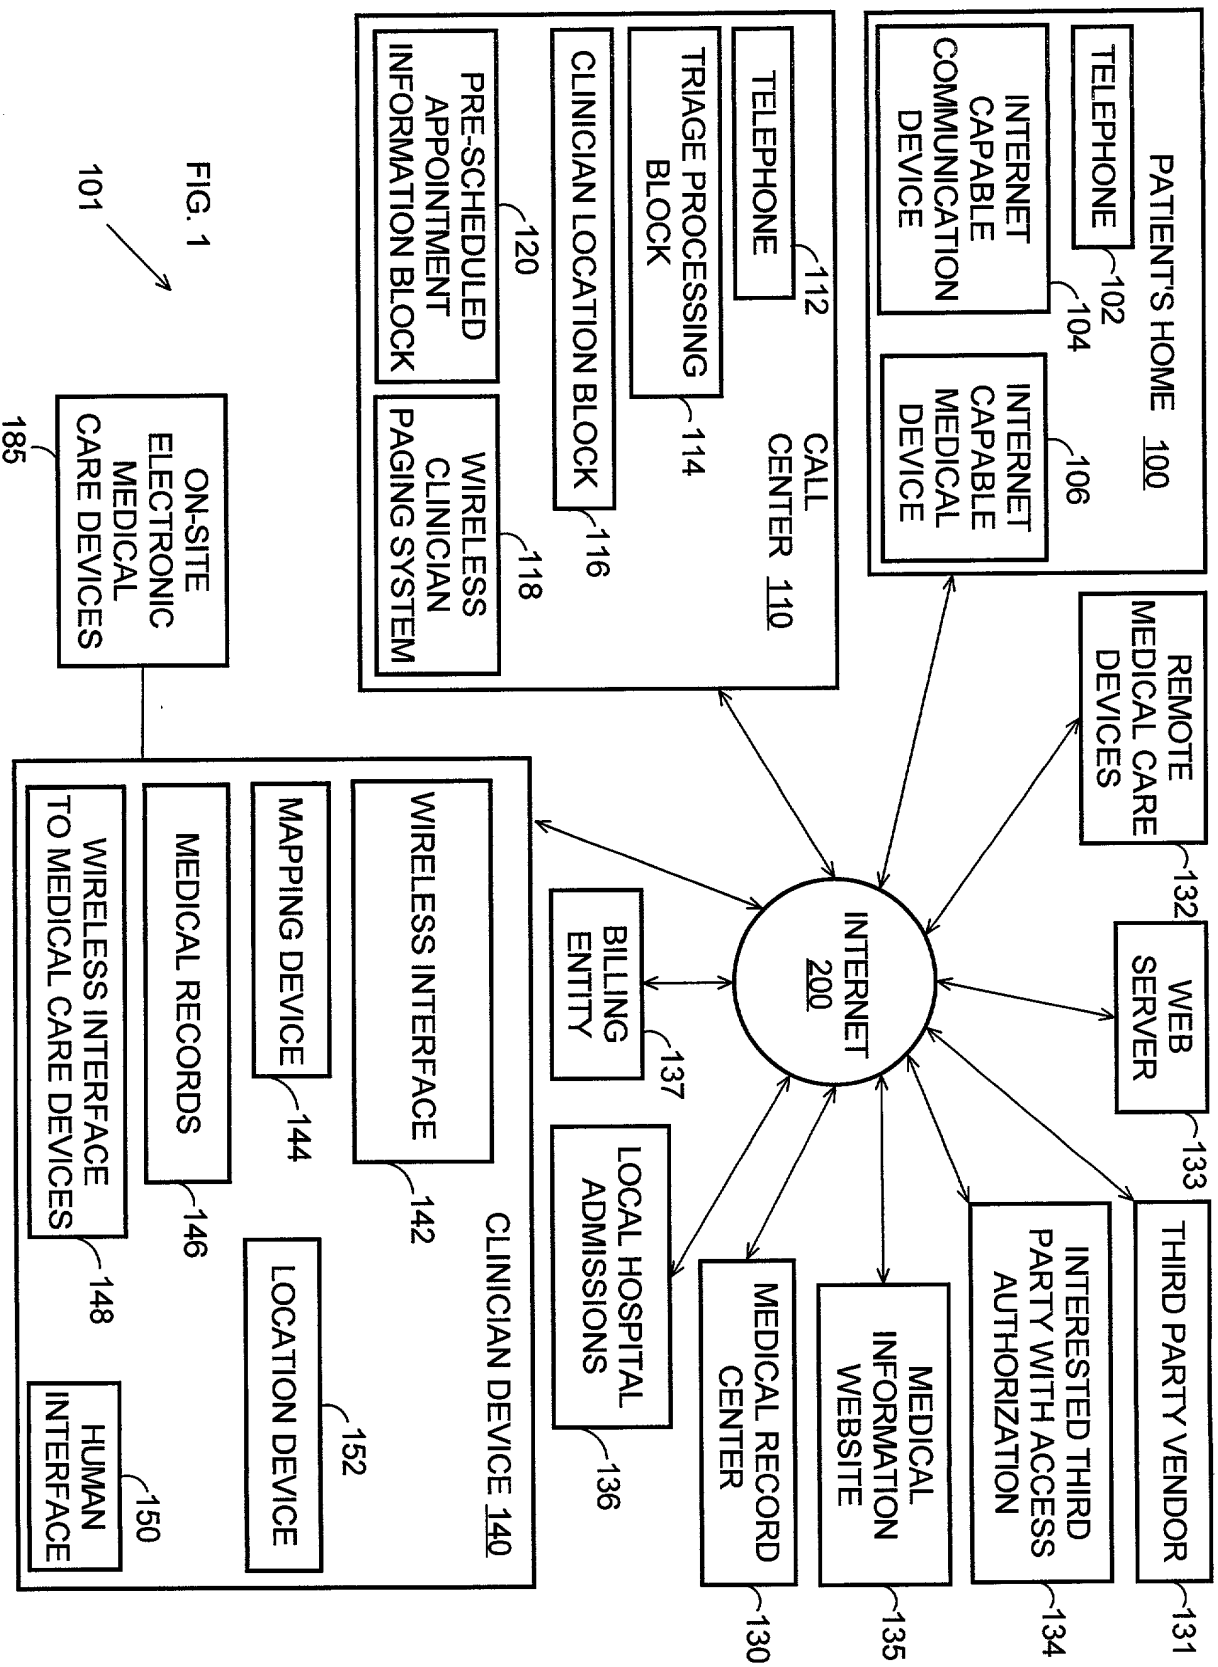 PATIENT'S HOME 100
TELEPHONE
102
INTERNET
CAPABLE
COMMUNICATION
DEVICE
104
INTERNET
CAPABLE
MEDICAL
DEVICE
106
REMOTE
MEDICAL CARE
DEVICES
132
WEB
SERVER
133
THIRD PARTY VENDOR
131
INTERESTED THIRD
PARTY WITH ACCESS
AUTHORIZATION
134
MEDICAL
INFORMATION
WEBSITE
135
MEDICAL RECORD
CENTER
130
LOCAL HOSPITAL
ADMISSIONS
136
BILLING
ENTITY
137
INTERNET
200
CALL
CENTER 110
TELEPHONE
112
TRIAGE PROCESSING
BLOCK
114
CLINICIAN LOCATION BLOCK
116
PRE-SCHEDULED
APPOINTMENT
INFORMATION BLOCK
120
WIRELESS
CLINICIAN
PAGING SYSTEM
118
CLINICIAN DEVICE 140
WIRELESS INTERFACE
142
MAPPING DEVICE
144
MEDICAL RECORDS
146
WIRELESS INTERFACE
TO MEDICAL CARE DEVICES
148
LOCATION DEVICE
152
HUMAN
INTERFACE
150
ON-SITE
ELECTRONIC
MEDICAL
CARE DEVICES
185
FIG. 1
101